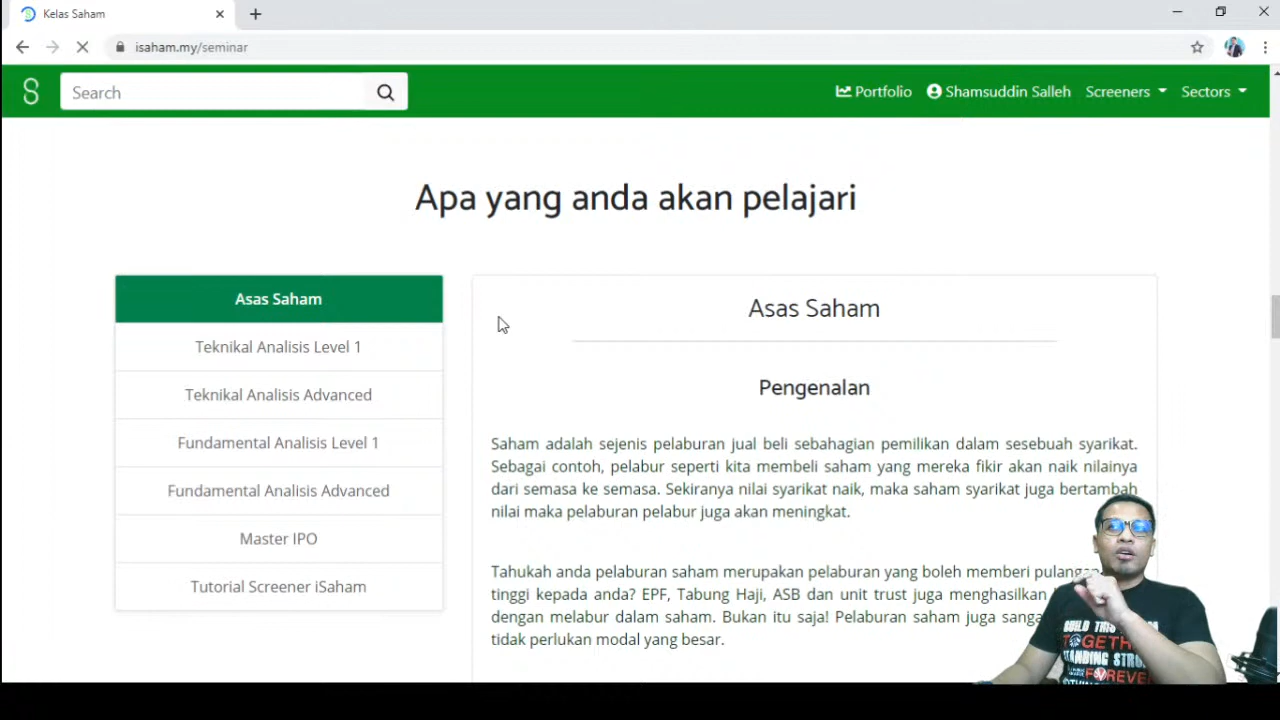 Kelas Saham
isaham.my/seminar
Search
Portfolio
Shamsuddin Salleh
Screeners
Sectors
Apa yang anda akan pelajari
Asas Saham
Teknikal Analisis Level 1
Teknikal Analisis Advanced
Fundamental Analisis Level 1
Fundamental Analisis Advanced
Master IPO
Tutorial Screener iSaham
Asas Saham
Pengenalan
Saham adalah sejenis pelaburan jual beli sebahagian pemilikan dalam sesebuah syarikat.
Sebagai contoh, pelabur seperti kita membeli saham yang mereka fikir akan naik nilainya
dari semasa ke semasa. Sekiranya nilai syarikat naik, maka saham syarikat juga bertambah
nilai maka pelaburan pelabur juga akan meningkat.
Tahukah anda pelaburan saham merupakan pelaburan yang boleh memberi pulangan
tinggi kepada anda? EPF, Tabung Haji, ASB dan unit trust juga menghasilkan
dengan melabur dalam saham. Bukan itu saja! Pelaburan saham juga
tidak perlukan modal yang besar.
BUILD THIS
TOGETHER
STANDING
FOREVER